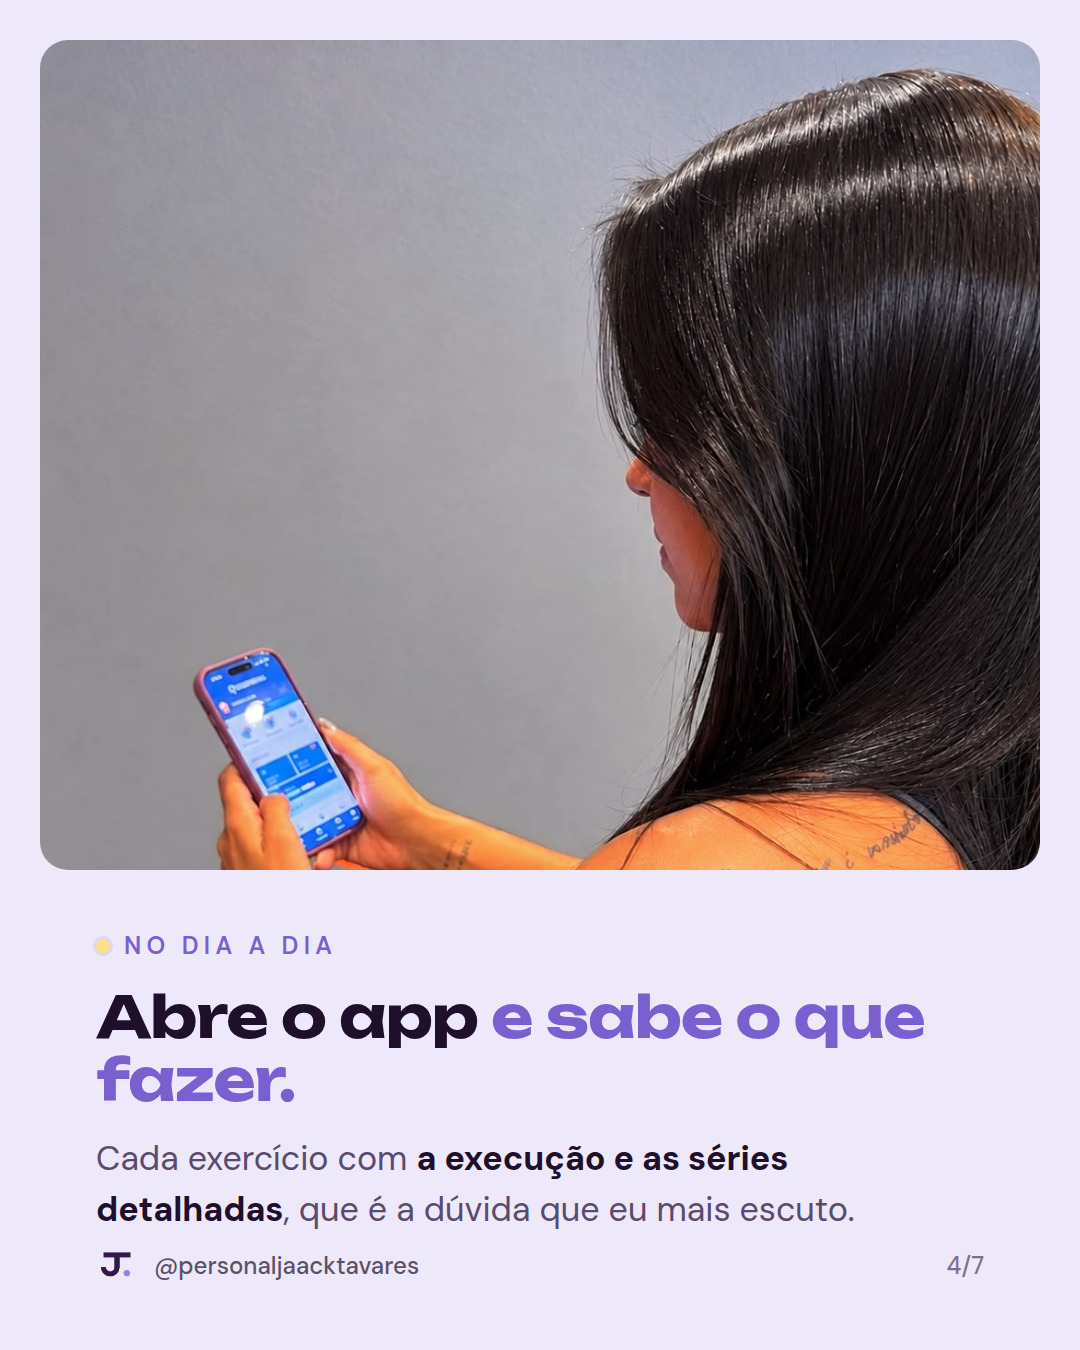 NO DIA A DIA
Abre o app e sabe o que
fazer.
Cada exercício com a execução e as séries
detalhadas, que é a dúvida que eu mais escuto.
J. @personaljaacktavares
4/7